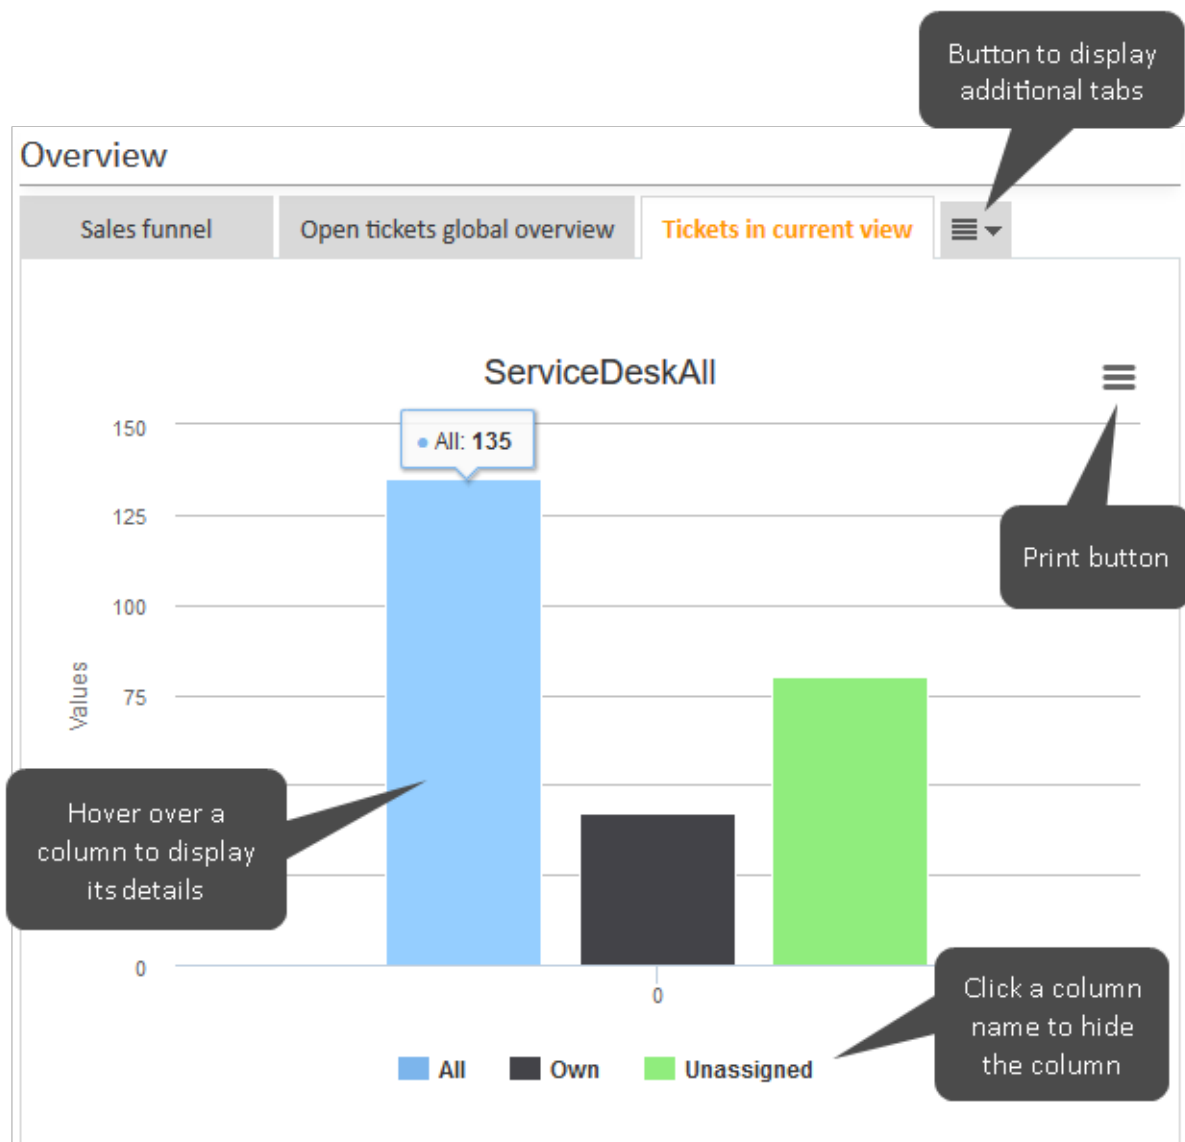 Button to display
additional tabs
Overview
Sales funnel
Open tickets global overview
Tickets in current view
ServiceDeskAll
150
All: 135
125
Print button
100
Values
75
Hover over a
column to display
its details
0
0
Click a column
name to hide
the column
All
Own
Unassigned